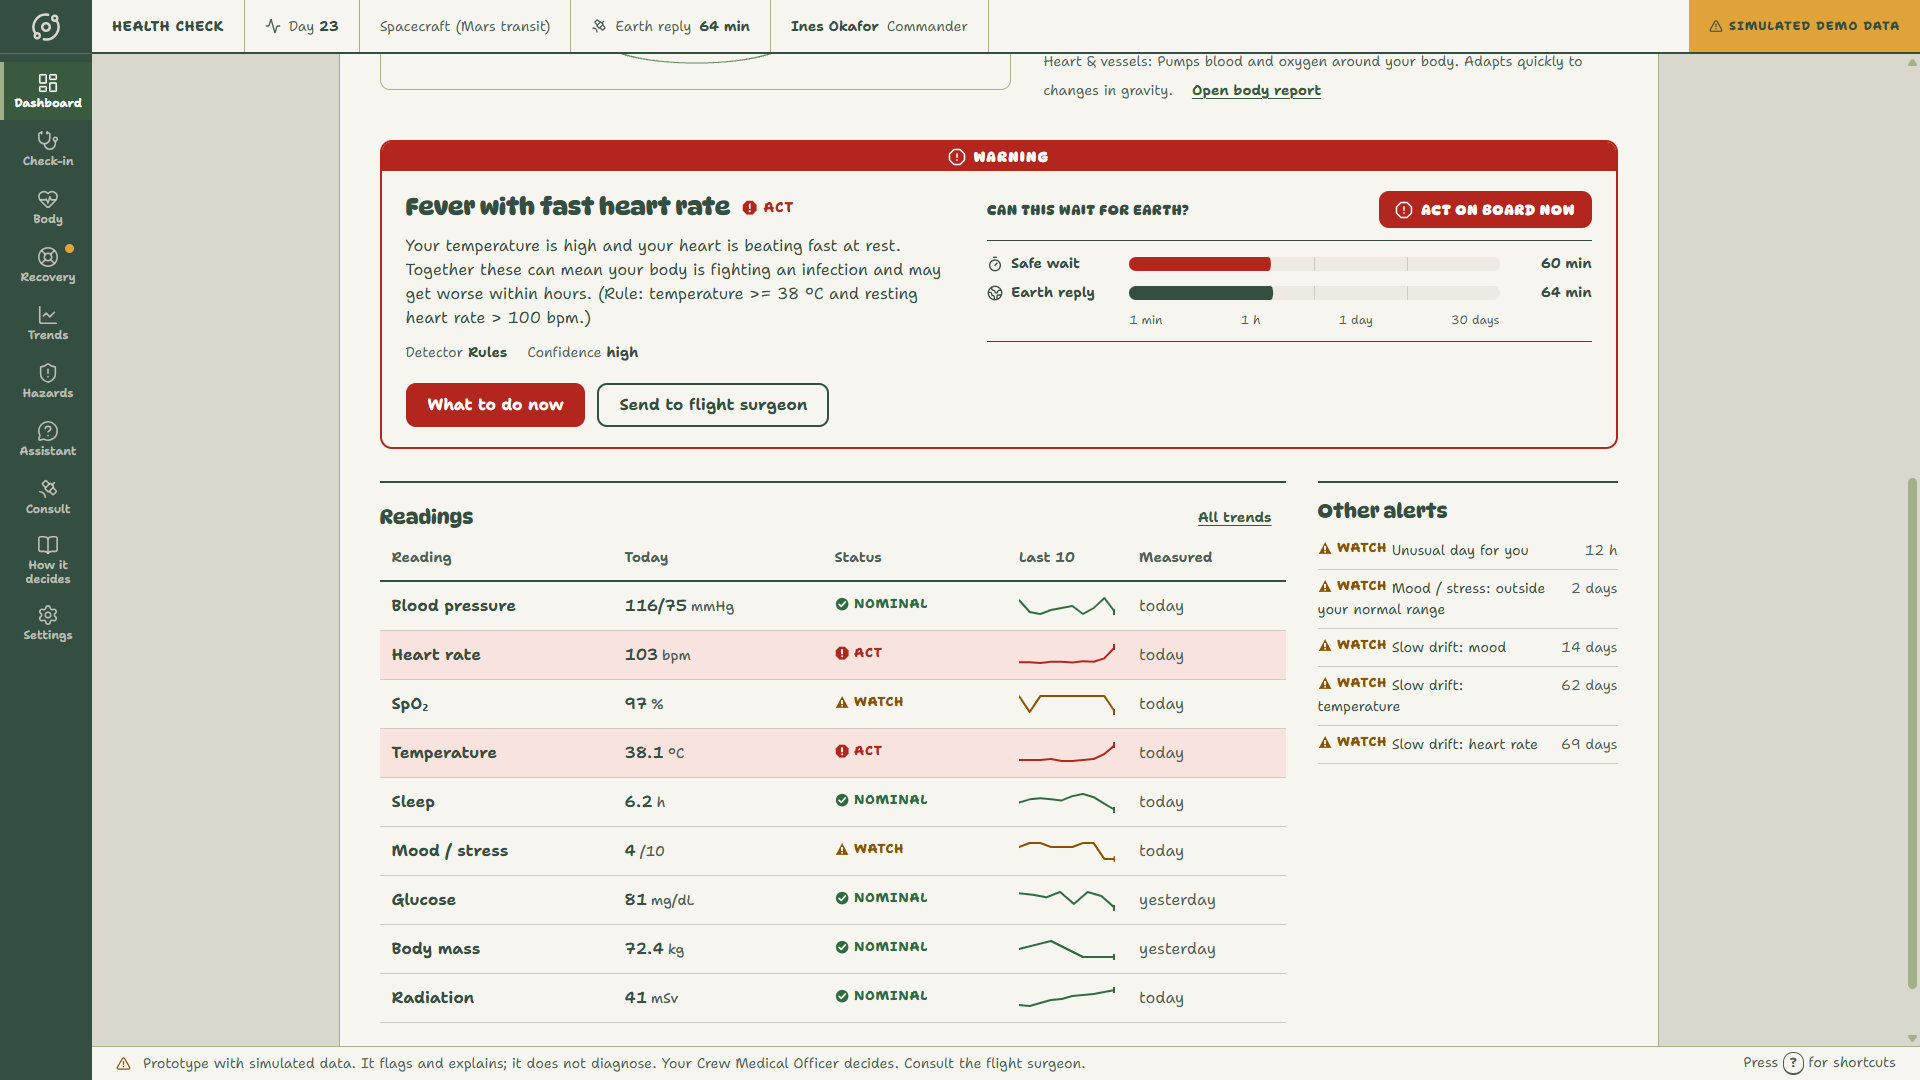 HEALTH CHECK
Day 23
Spacecraft (Mars transit)
Earth reply 64 min
Ines Okafor Commander
SIMULATED DEMO DATA
Dashboard
Check-in
Body
Recovery
Trends
Hazards
Assistant
Consult
How it
decides
Settings
Heart & vessels: Pumps blood and oxygen around your body. Adapts quickly to
changes in gravity. Open body report
WARNING
Fever with fast heart rate ACT
Your temperature is high and your heart is beating fast at rest.
Together these can mean your body is fighting an infection and may
get worse within hours. (Rule: temperature >= 38 °C and resting
heart rate > 100 bpm.)
Detector Rules Confidence high
What to do now
Send to flight surgeon
CAN THIS WAIT FOR EARTH?
ACT ON BOARD NOW
Safe wait 60 min
Earth reply 64 min
1 min 1 h 1 day 30 days
Readings
All trends
Reading Today Status Last 10 Measured
Blood pressure 116/75 mmHg NOMINAL today
Heart rate 103 bpm ACT today
SpO₂ 97 % WATCH today
Temperature 38.1 °C ACT today
Sleep 6.2 h NOMINAL today
Mood / stress 4 /10 WATCH today
Glucose 81 mg/dL NOMINAL yesterday
Body mass 72.4 kg NOMINAL yesterday
Radiation 41 mSv NOMINAL today
Other alerts
WATCH Unusual day for you 12 h
WATCH Mood / stress: outside 2 days
your normal range
WATCH Slow drift: mood 14 days
WATCH Slow drift: 62 days
temperature
WATCH Slow drift: heart rate 69 days
Prototype with simulated data. It flags and explains; it does not diagnose. Your Crew Medical Officer decides. Consult the flight surgeon.
Press ? for shortcuts